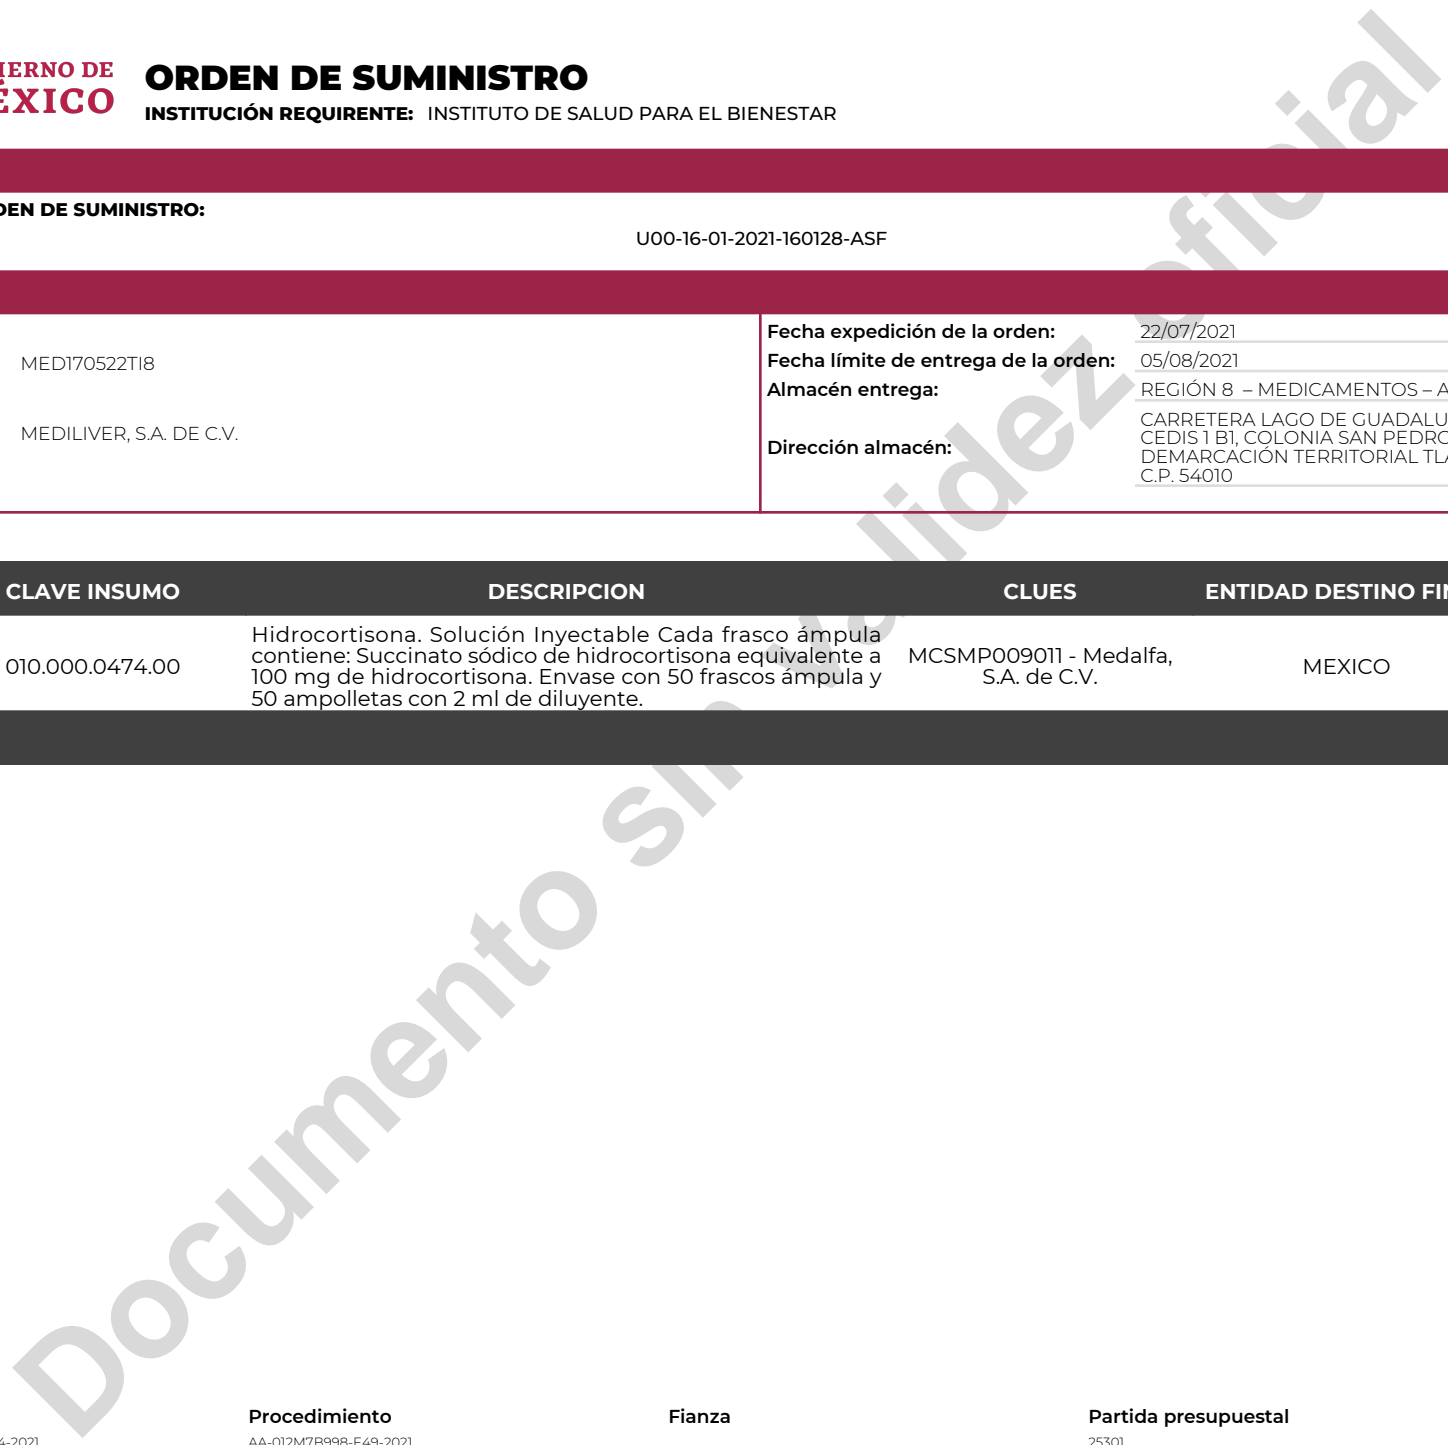 IERNO DE
ÉXICO
ORDEN DE SUMINISTRO
INSTITUCIÓN REQUIRENTE: INSTITUTO DE SALUD PARA EL BIENESTAR
DEN DE SUMINISTRO:
U00-16-01-2021-160128-ASF
MED170522TI8
MEDILIVER, S.A. DE C.V.
Fecha expedición de la orden: 22/07/2021
Fecha límite de entrega de la orden: 05/08/2021
Almacén entrega: REGIÓN 8 – MEDICAMENTOS – A
Dirección almacén:
CARRETERA LAGO DE GUADALU
CEDIS 1 B1, COLONIA SAN PEDRO
DEMARCACIÓN TERRITORIAL TLA
C.P. 54010
CLAVE INSUMO DESCRIPCION CLUES ENTIDAD DESTINO FIN
010.000.0474.00
Hidrocortisona. Solución Inyectable Cada frasco ámpula
contiene: Succinato sódico de hidrocortisona equivalente a
100 mg de hidrocortisona. Envase con 50 frascos ámpula y
50 ampolletas con 2 ml de diluyente.
MCSMP009011 - Medalfa,
S.A. de C.V.
MEXICO
Documento sin validez oficial
Procedimiento Fianza Partida presupuestal
4-2021 AA-012M7B998-E49-2021 25301